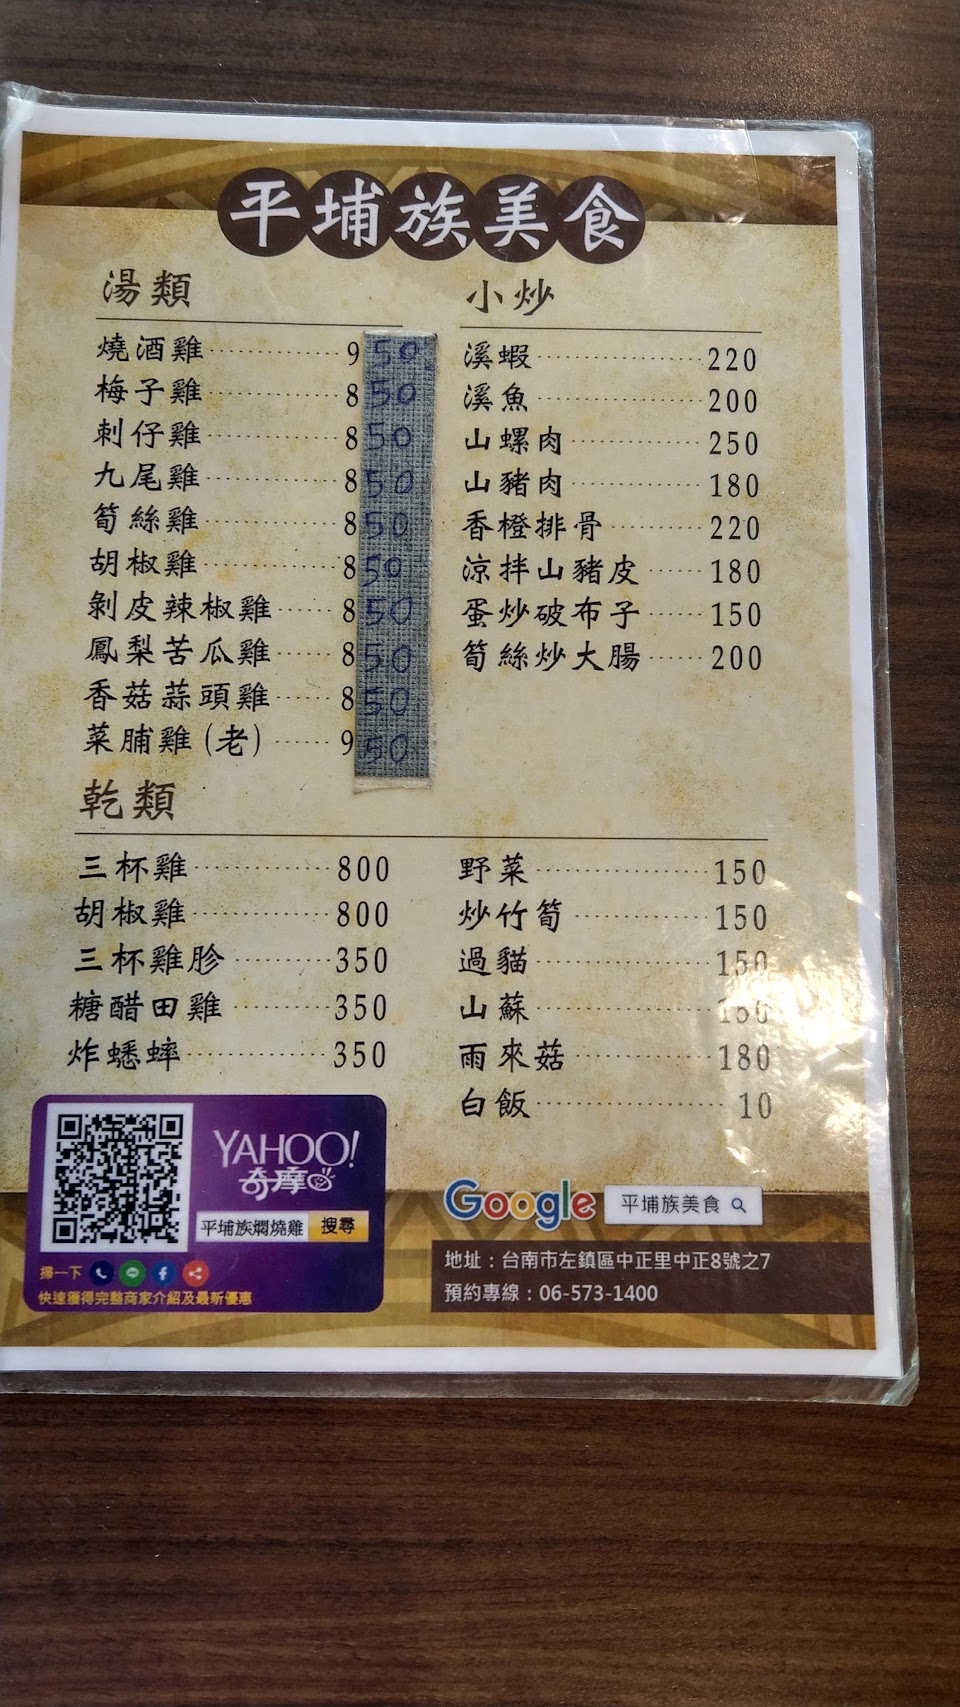 平埔族美食
湯類
燒酒雞 950
梅子雞 850
刺仔雞 850
九尾雞 850
筍絲雞 850
胡椒雞 850
剝皮辣椒雞 850
鳳梨苦瓜雞 850
香菇蒜頭雞 850
菜脯雞(老) 950
小炒
溪蝦 220
溪魚 200
山螺肉 250
山豬肉 180
香橙排骨 220
涼拌山豬皮 180
蛋炒破布子 150
筍絲炒大腸 200
乾類
三杯雞 800
胡椒雞 800
三杯雞胗 350
糖醋田雞 350
炸蟋蟀 350
野菜 150
炒竹筍 150
過貓 150
山蘇 150
雨來菇 180
白飯 10
YAHOO!
奇摩
平埔族燜燒雞 搜尋
掃一下
快速獲得完整商家介紹及最新優惠
Google 平埔族美食
地址：台南市左鎮區中正里中正8號之7
預約專線：06-573-1400